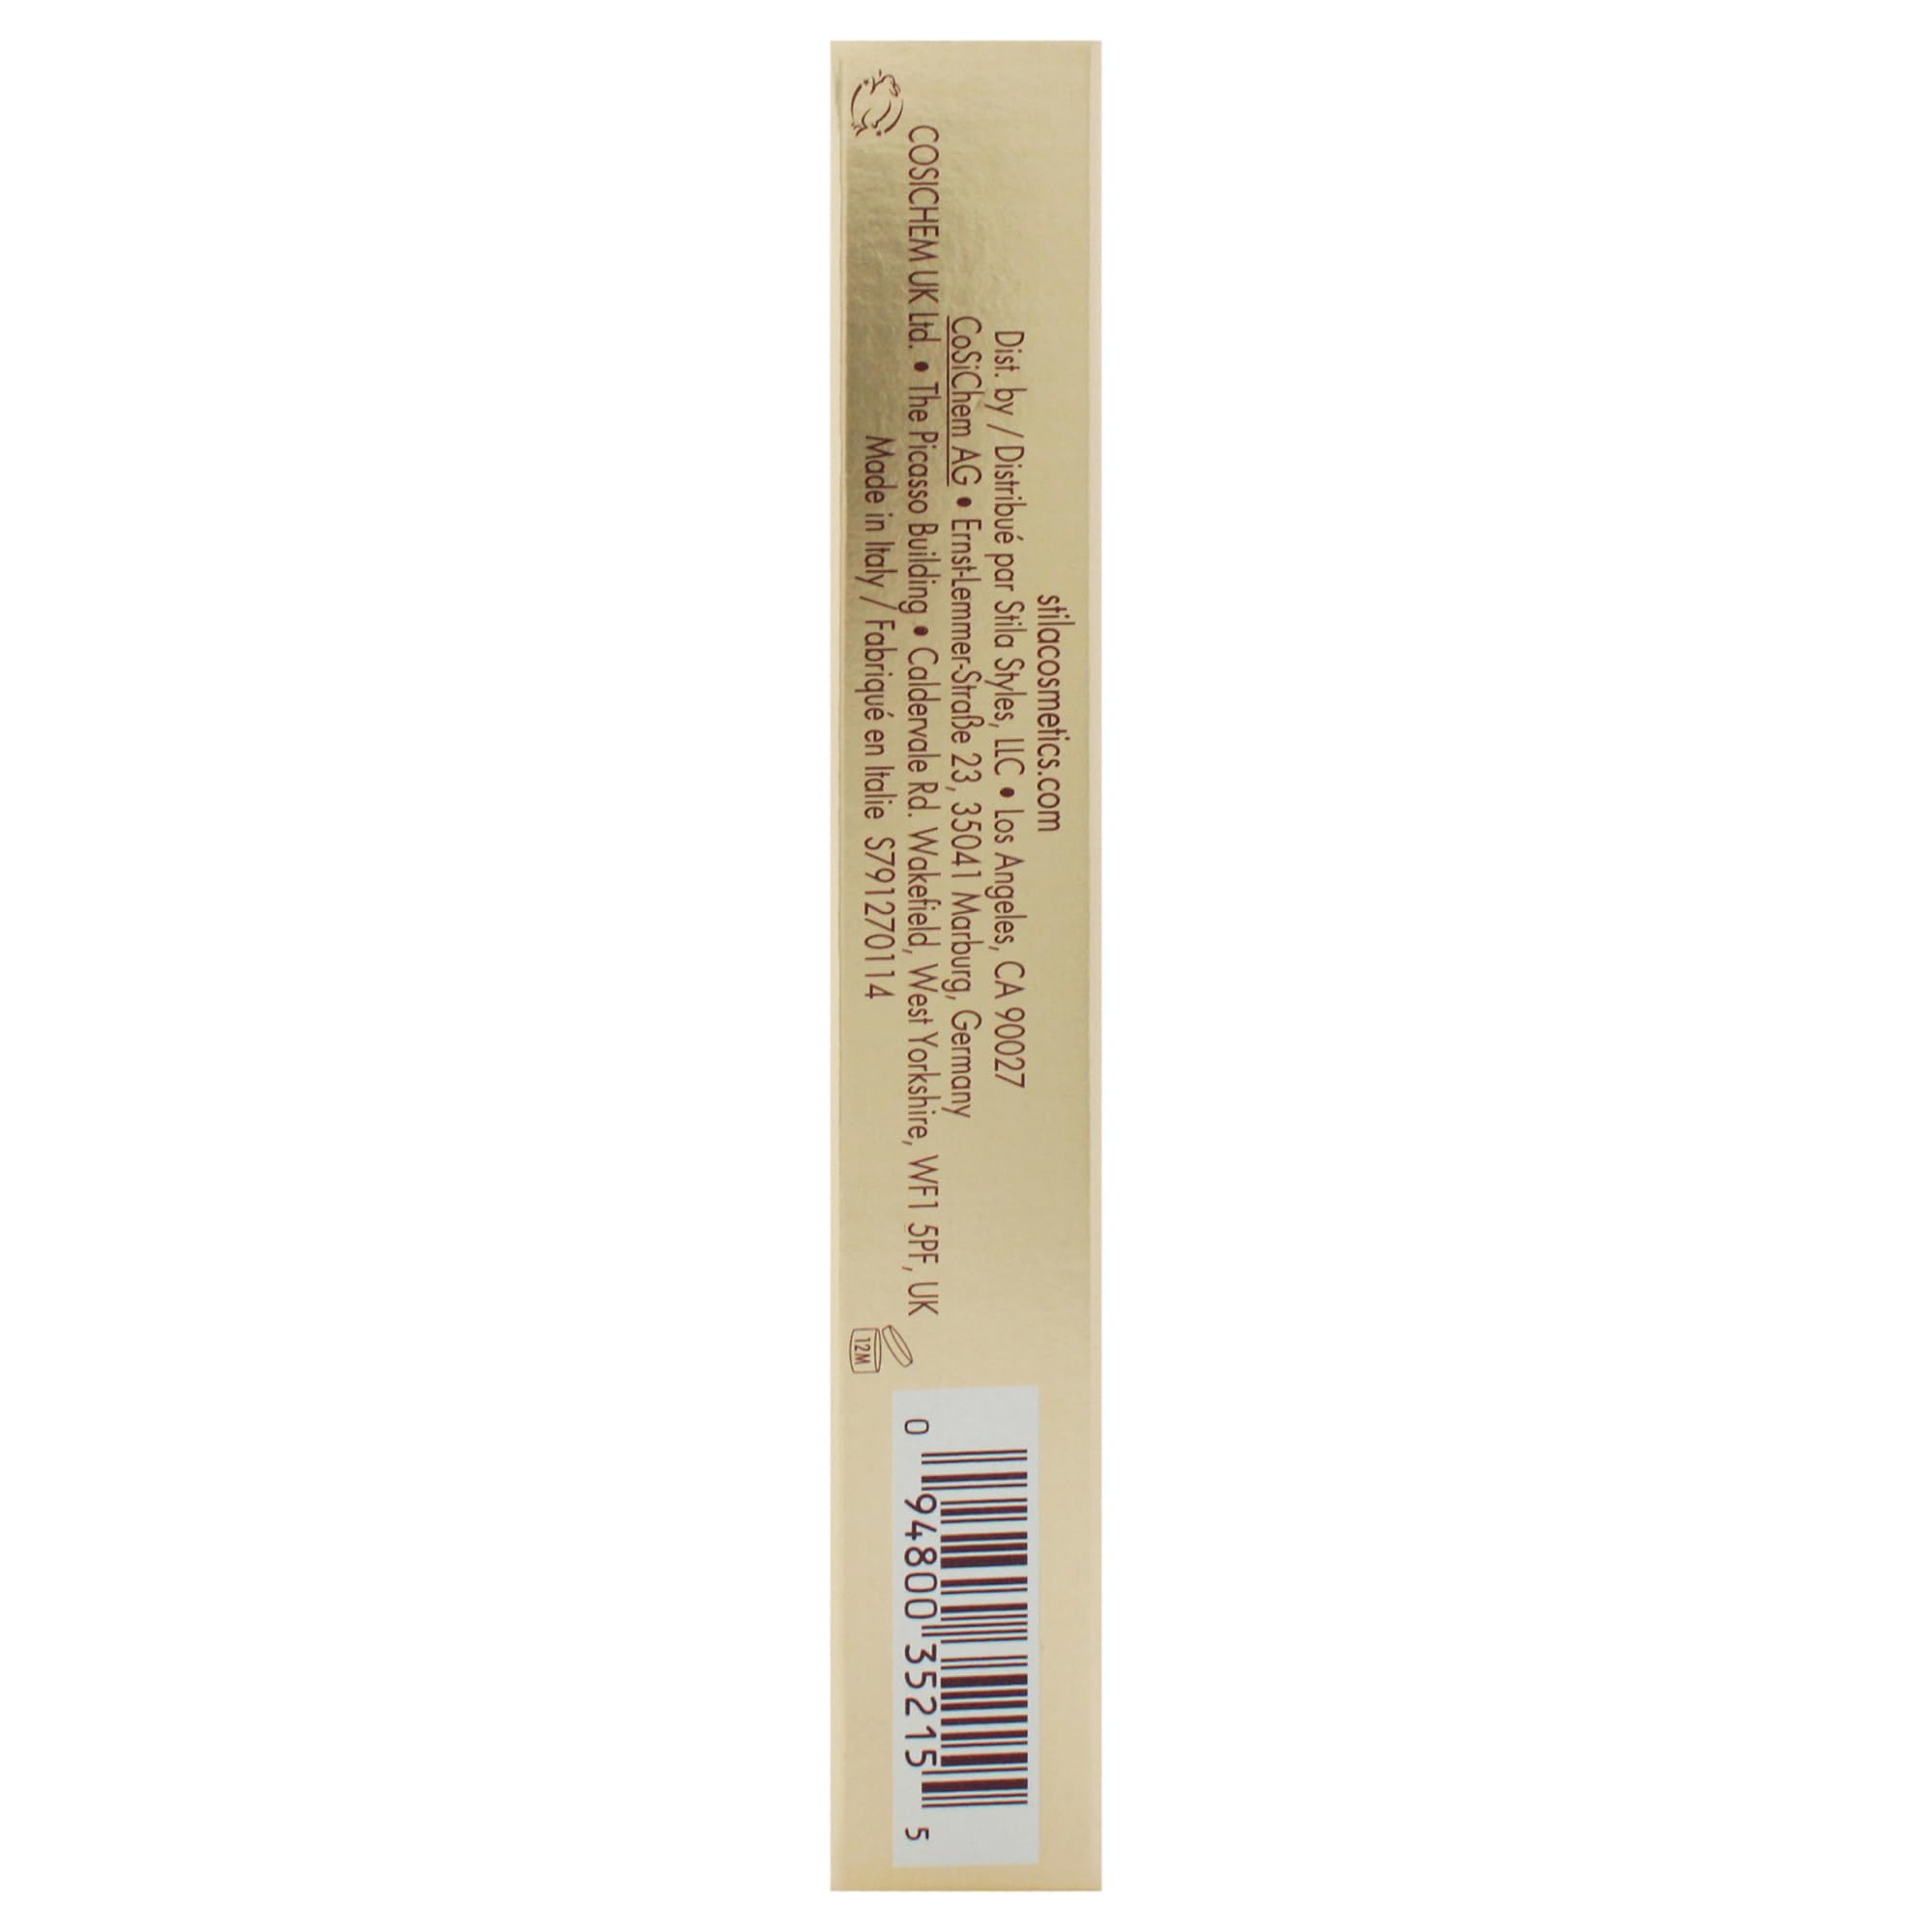 stilacosmetics.com
Dist. by / Distribué par Stila Styles, LLC • Los Angeles, CA 90027
CoSiChem AG • Ernst-Lemmer-Straße 23, 35041 Marburg, Germany
COSICHEM UK Ltd. • The Picasso Building • Caldervale Rd. Wakefield, West Yorkshire, WF1 5PF, UK
Made in Italy / Fabriqué en Italie S791270114
12M
0 94800 35215 5